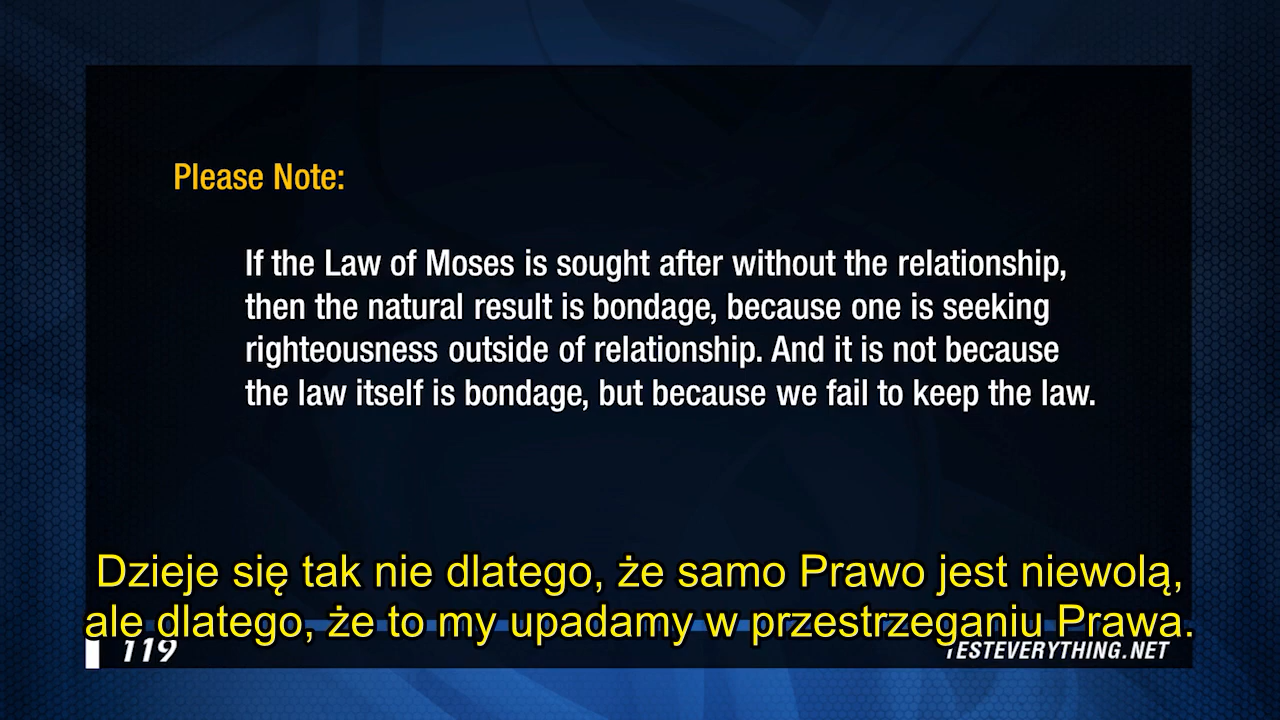 Please Note:
If the Law of Moses is sought after without the relationship,
then the natural result is bondage, because one is seeking
righteousness outside of relationship. And it is not because
the law itself is bondage, but because we fail to keep the law.
Dzieje się tak nie dlatego, że samo Prawo jest niewolą,
ale dlatego, że to my upadamy w przestrzeganiu Prawa.
119
TESTEVERYTHING.NET